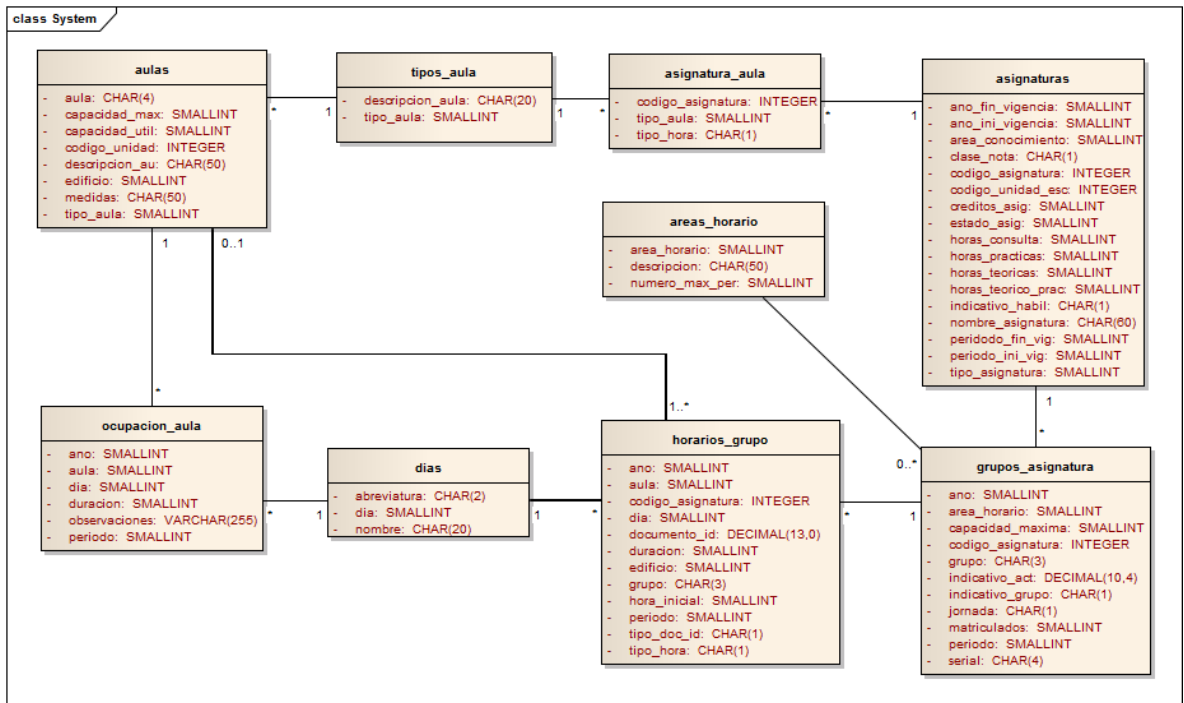 class System
aulas
- aula: CHAR(4)
- capacidad_max: SMALLINT
- capacidad_util: SMALLINT
- codigo_unidad: INTEGER
- descripcion_au: CHAR(50)
- edificio: SMALLINT
- medidas: CHAR(50)
- tipo_aula: SMALLINT
* 1
tipos_aula
- descripcion_aula: CHAR(20)
- tipo_aula: SMALLINT
1 *
asignatura_aula
- codigo_asignatura: INTEGER
- tipo_aula: SMALLINT
- tipo_hora: CHAR(1)
* 1
asignaturas
- ano_fin_vigencia: SMALLINT
- ano_ini_vigencia: SMALLINT
- area_conocimiento: SMALLINT
- clase_nota: CHAR(1)
- codigo_asignatura: INTEGER
- codigo_unidad_esc: INTEGER
- creditos_asig: SMALLINT
- estado_asig: SMALLINT
- horas_consulta: SMALLINT
- horas_practicas: SMALLINT
- horas_teoricas: SMALLINT
- horas_teorico_prac: SMALLINT
- indicativo_habil: CHAR(1)
- nombre_asignatura: CHAR(60)
- peridodo_fin_vig: SMALLINT
- periodo_ini_vig: SMALLINT
- tipo_asignatura: SMALLINT
areas_horario
- area_horario: SMALLINT
- descripcion: CHAR(50)
- numero_max_per: SMALLINT
1
0..1
*
1..*
1
*
0..*
ocupacion_aula
- ano: SMALLINT
- aula: SMALLINT
- dia: SMALLINT
- duracion: SMALLINT
- observaciones: VARCHAR(255)
- periodo: SMALLINT
* 1
dias
- abreviatura: CHAR(2)
- dia: SMALLINT
- nombre: CHAR(20)
1 *
horarios_grupo
- ano: SMALLINT
- aula: SMALLINT
- codigo_asignatura: INTEGER
- dia: SMALLINT
- documento_id: DECIMAL(13,0)
- duracion: SMALLINT
- edificio: SMALLINT
- grupo: CHAR(3)
- hora_inicial: SMALLINT
- periodo: SMALLINT
- tipo_doc_id: CHAR(1)
- tipo_hora: CHAR(1)
* 1
grupos_asignatura
- ano: SMALLINT
- area_horario: SMALLINT
- capacidad_maxima: SMALLINT
- codigo_asignatura: INTEGER
- grupo: CHAR(3)
- indicativo_act: DECIMAL(10,4)
- indicativo_grupo: CHAR(1)
- jornada: CHAR(1)
- matriculados: SMALLINT
- periodo: SMALLINT
- serial: CHAR(4)